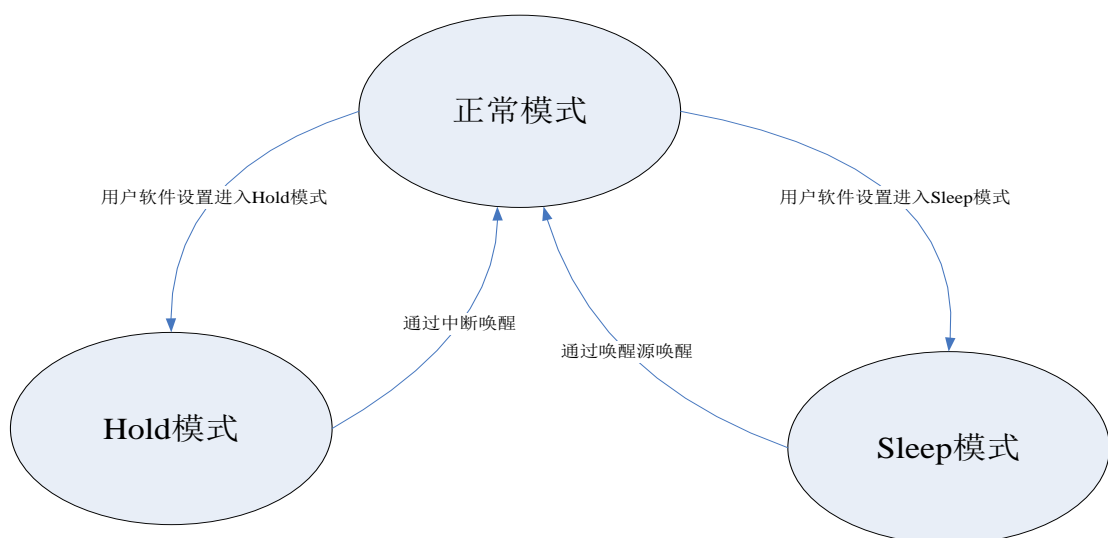 正常模式
用户软件设置进入Hold模式
用户软件设置进入Sleep模式
通过中断唤醒
通过唤醒源唤醒
Hold模式
Sleep模式